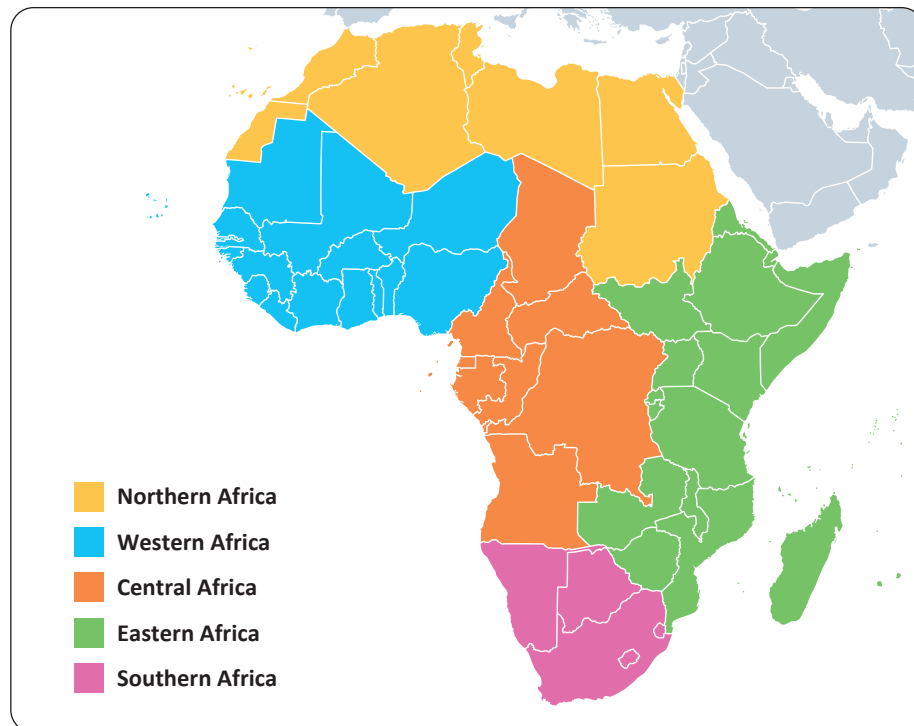 Northern Africa
Western Africa
Central Africa
Eastern Africa
Southern Africa